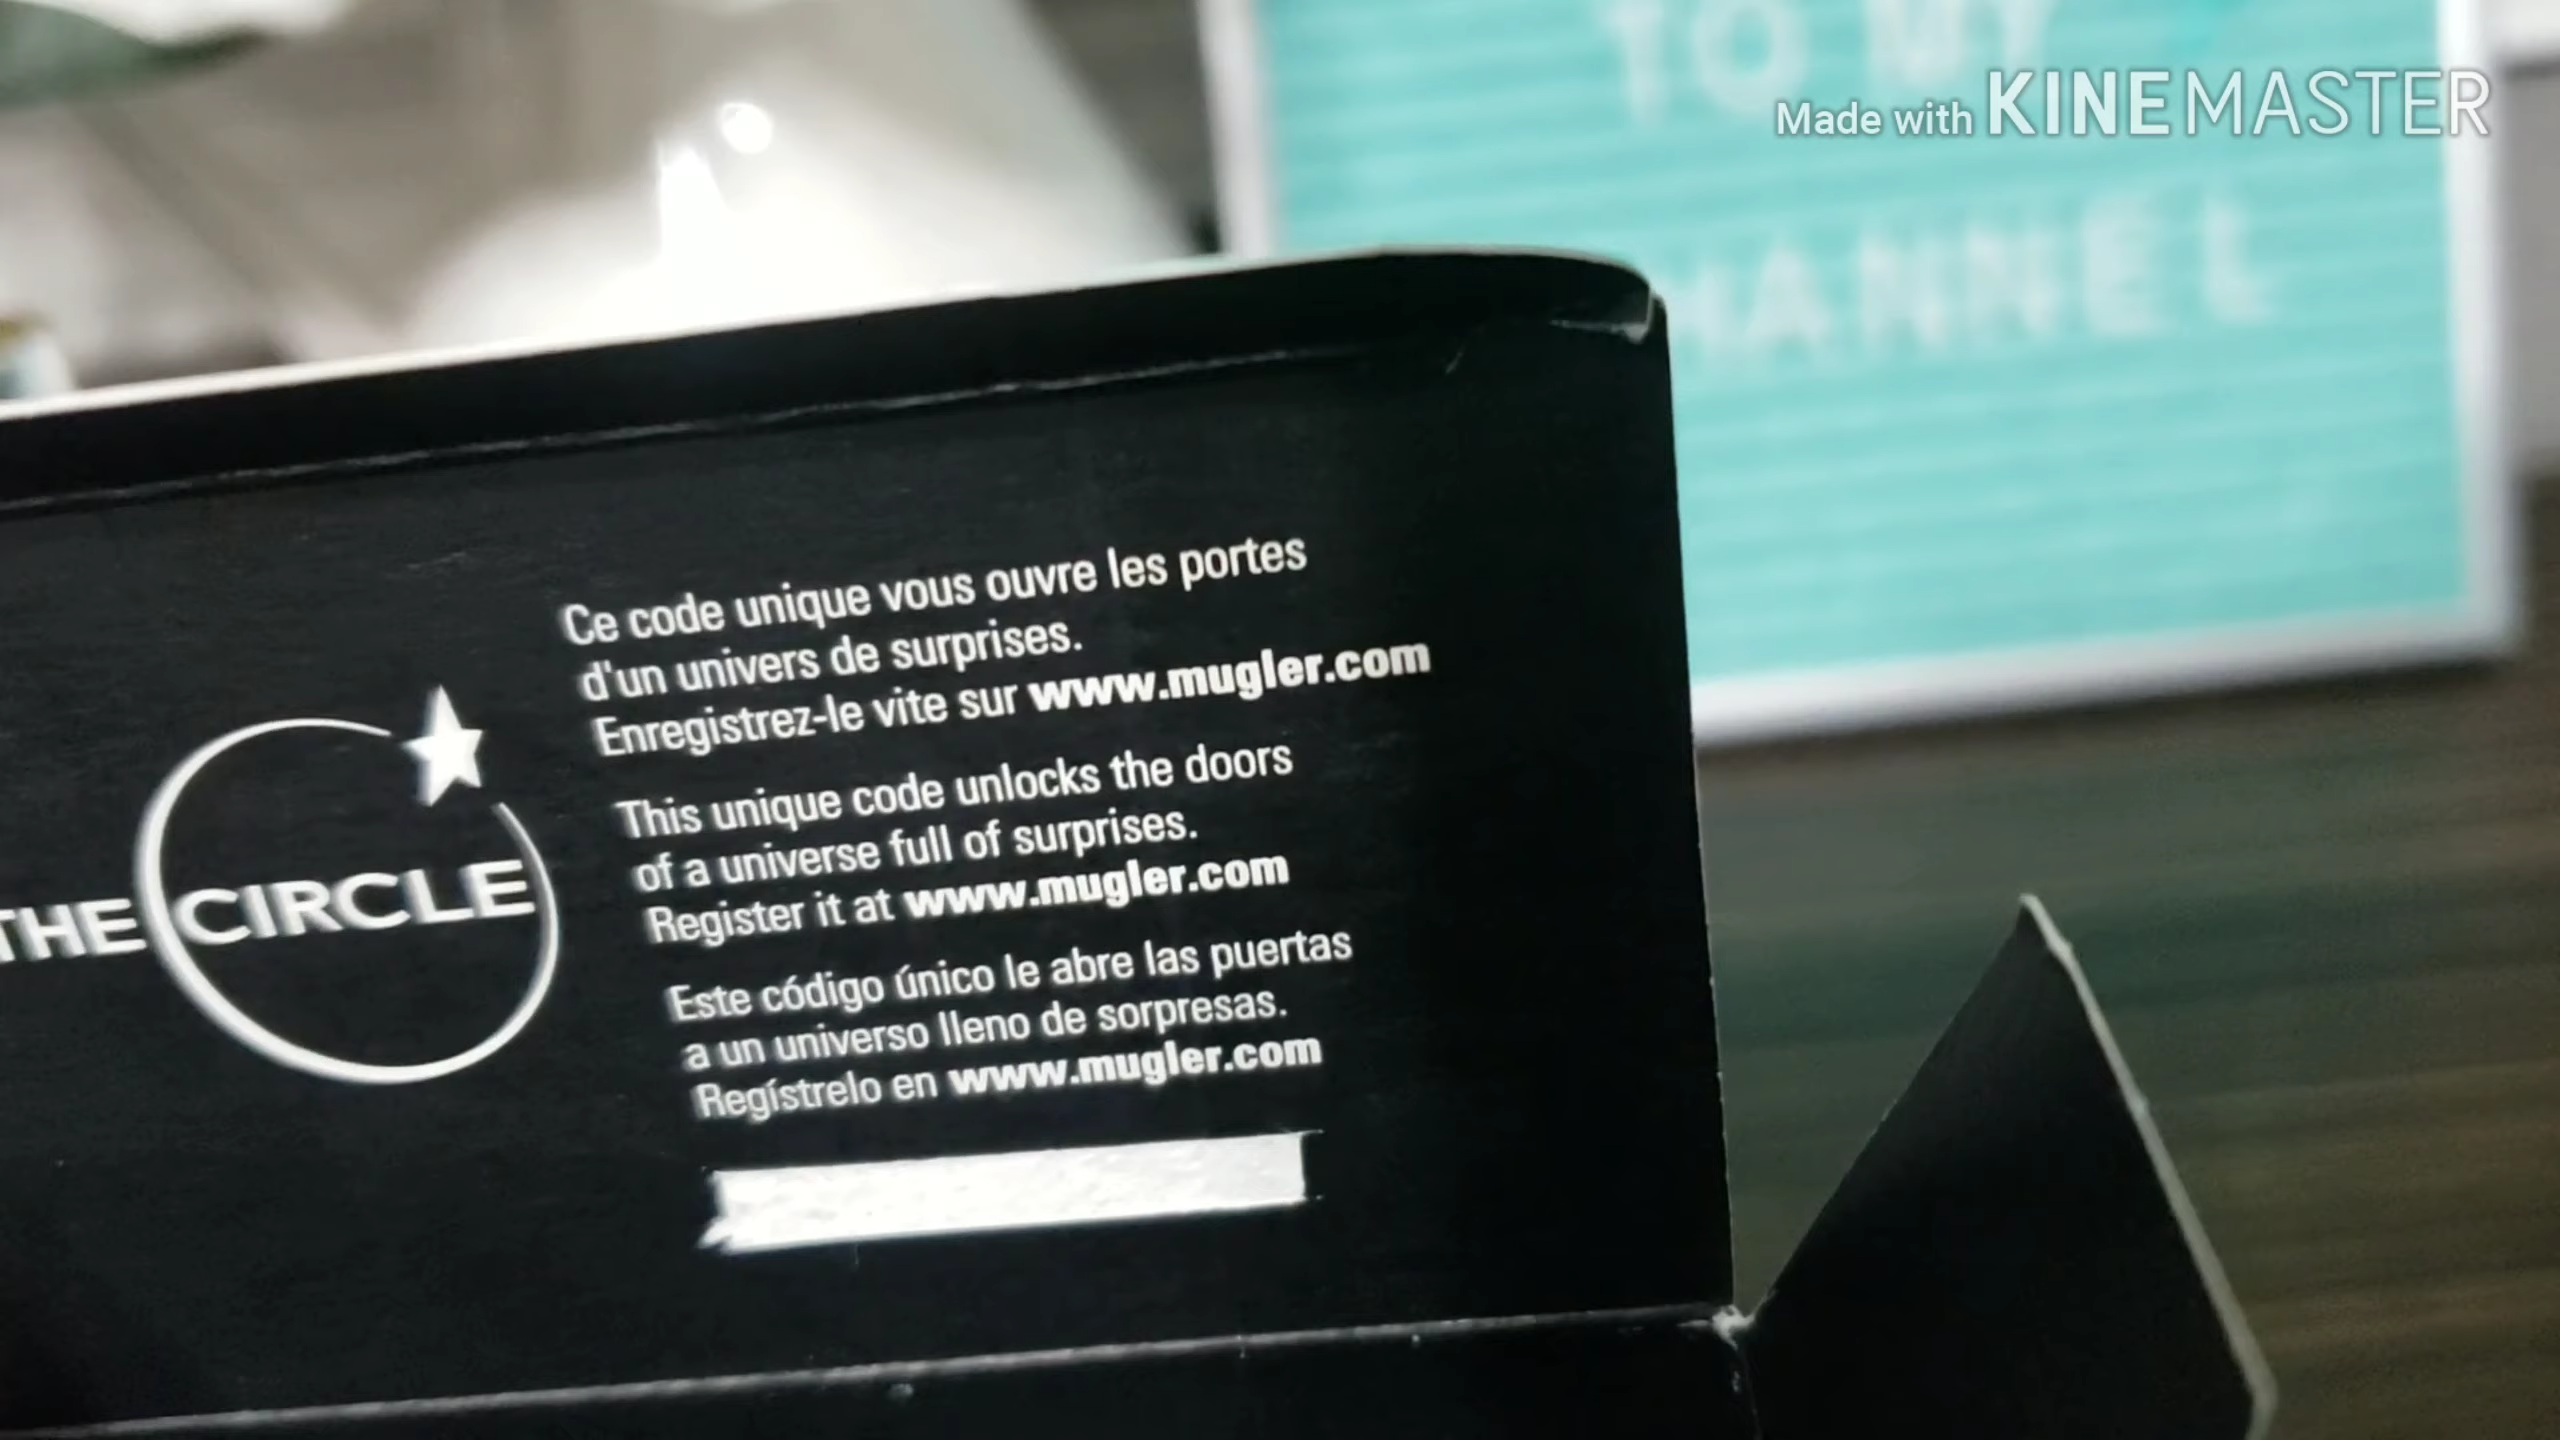 TO MY
Made with KINEMASTER
HANNEL
Ce code unique vous ouvre les portes
d'un univers de surprises.
Enregistrez-le vite sur www.mugler.com
This unique code unlocks the doors
of a universe full of surprises.
Register it at www.mugler.com
THE CIRCLE
Este código único le abre las puertas
a un universo lleno de sorpresas.
Regístrelo en www.mugler.com